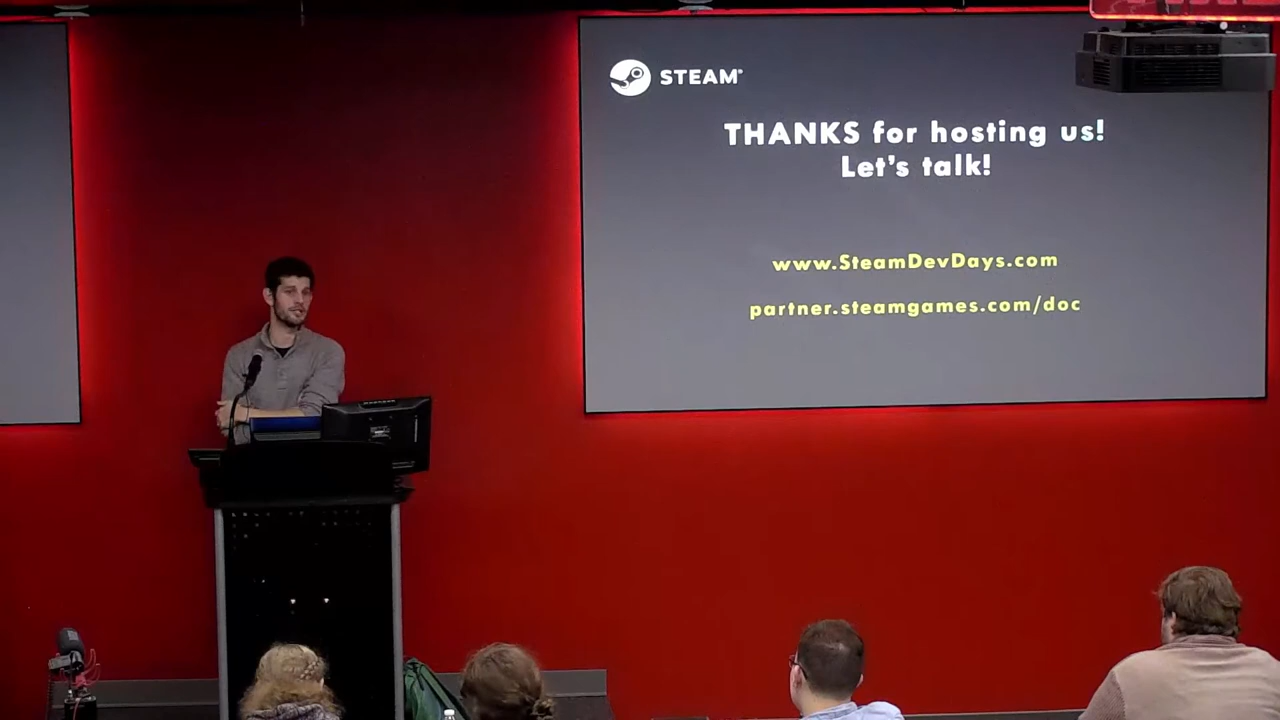 STEAM®
THANKS for hosting us!
Let's talk!
www.SteamDevDays.com
partner.steamgames.com/doc